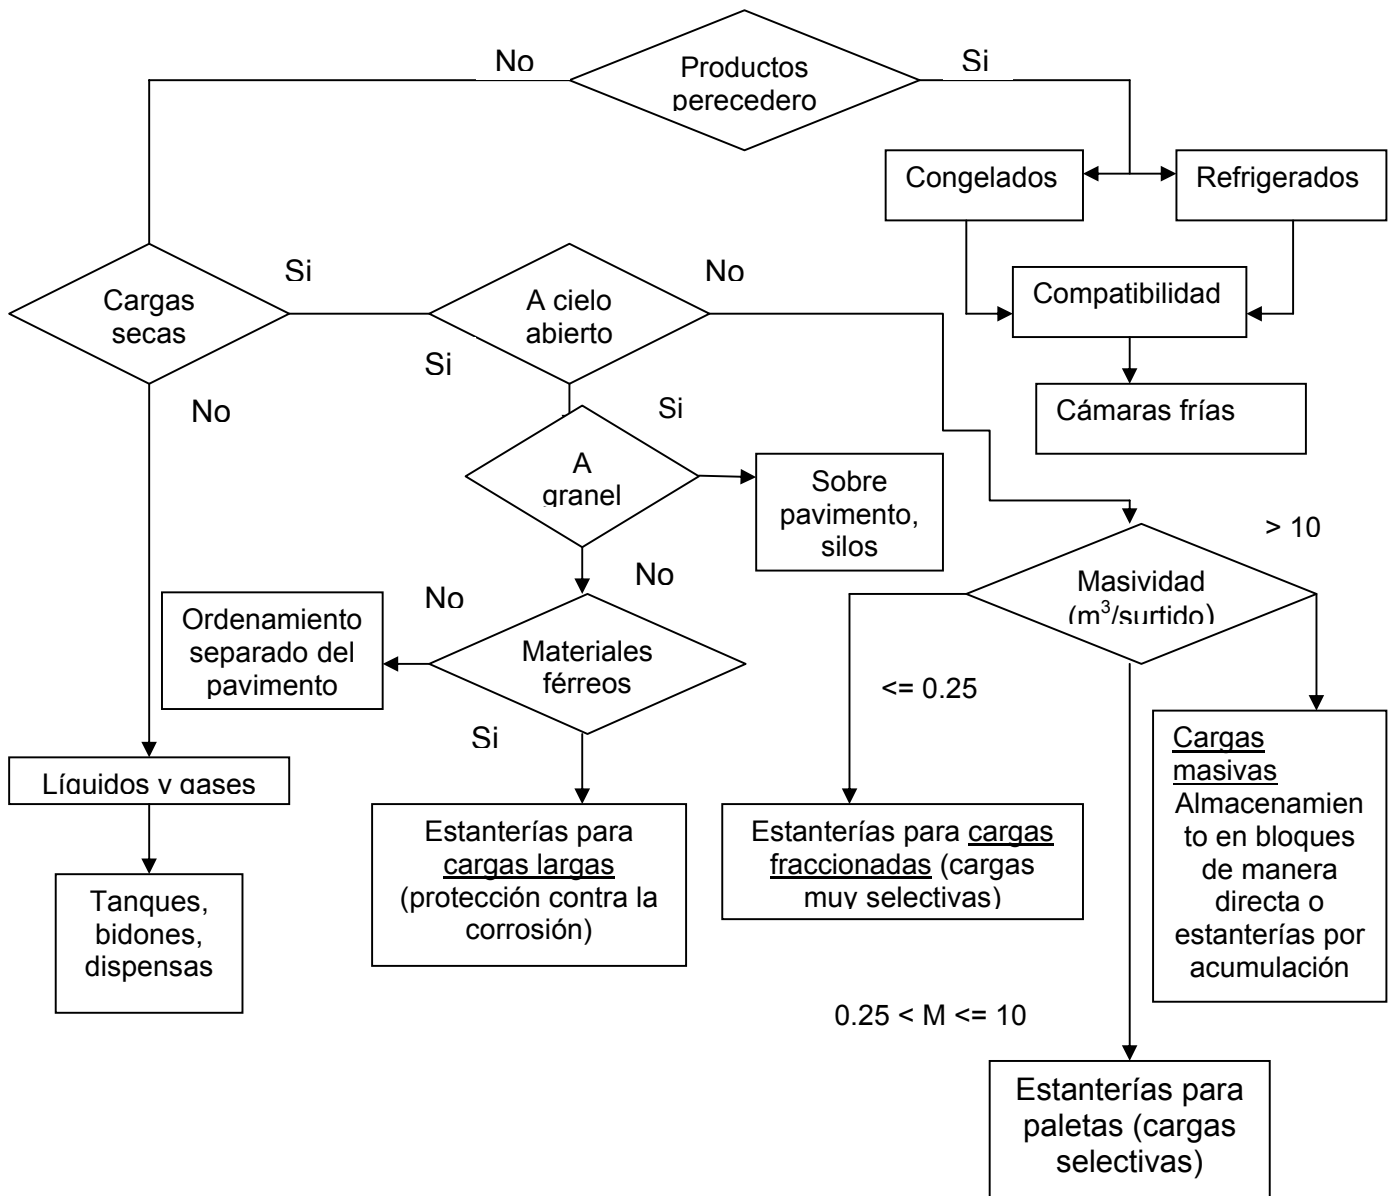 No
Productos
perecedero
Si
Congelados
Refrigerados
Compatibilidad
Cámaras frías
Cargas
secas
Si
A cielo
abierto
No
Si
No
A
granel
Si
Sobre
pavimento,
silos
No
No
Ordenamiento
separado del
pavimento
Materiales
férreos
Si
> 10
Masividad
(m³/surtido)
<= 0.25
Líquidos y gases
Tanques,
bidones,
dispensas
Estanterías para
cargas largas
(protección contra la
corrosión)
Estanterías para cargas
fraccionadas (cargas
muy selectivas)
Cargas
masivas
Almacenamien
to en bloques
de manera
directa o
estanterías por
acumulación
0.25 < M <= 10
Estanterías para
paletas (cargas
selectivas)